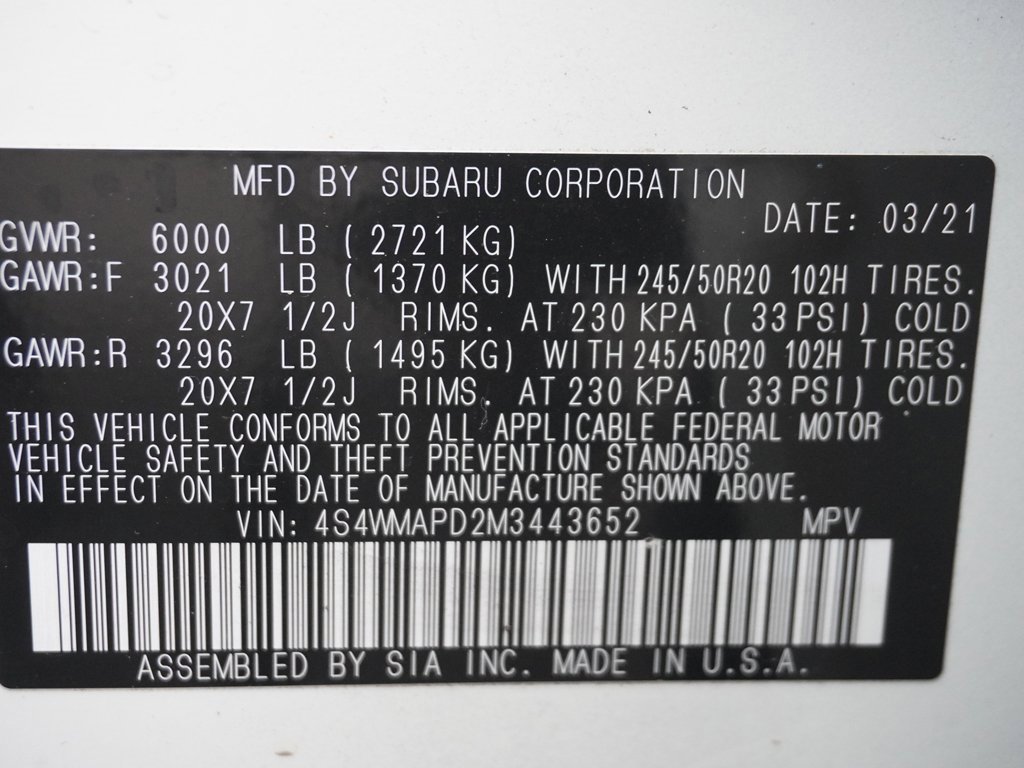 MFD BY SUBARU CORPORATION
DATE: 03/21
GVWR: 6000 LB ( 2721 KG)
GAWR:F 3021 LB ( 1370 KG) WITH 245/50R20 102H TIRES.
20X7 1/2J RIMS. AT 230 KPA ( 33 PSI) COLD
GAWR:R 3296 LB ( 1495 KG) WITH 245/50R20 102H TIRES.
20X7 1/2J RIMS. AT 230 KPA ( 33 PSI) COLD
THIS VEHICLE CONFORMS TO ALL APPLICABLE FEDERAL MOTOR
VEHICLE SAFETY AND THEFT PREVENTION STANDARDS
IN EFFECT ON THE DATE OF MANUFACTURE SHOWN ABOVE.
VIN: 4S4WMAPD2M3443652 MPV
ASSEMBLED BY SIA INC. MADE IN U.S.A.